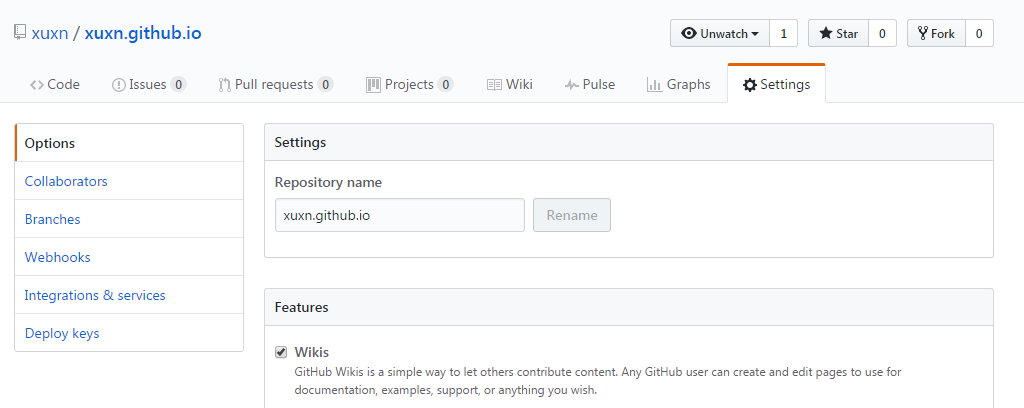 xuxn / xuxn.github.io
Unwatch 1 Star 0 Fork 0
Code Issues 0 Pull requests 0 Projects 0 Wiki Pulse Graphs Settings
Options
Collaborators
Branches
Webhooks
Integrations & services
Deploy keys
Settings
Repository name
xuxn.github.io Rename
Features
Wikis
GitHub Wikis is a simple way to let others contribute content. Any GitHub user can create and edit pages to use for
documentation, examples, support, or anything you wish.